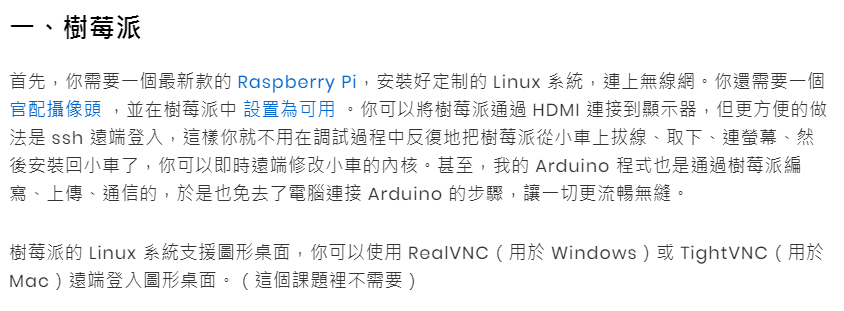 一、樹莓派
首先，你需要一個最新款的 Raspberry Pi，安裝好定制的 Linux 系統，連上無線網。你還需要一個
官配攝像頭 ，並在樹莓派中 設置為可用 。你可以將樹莓派通過 HDMI 連接到顯示器，但更方便的做
法是 ssh 遠端登入，這樣你就不用在調試過程中反復地把樹莓派從小車上拔線、取下、連螢幕、然
後安裝回小車了，你可以即時遠端修改小車的內核。甚至，我的 Arduino 程式也是通過樹莓派編
寫、上傳、通信的，於是也免去了電腦連接 Arduino 的步驟，讓一切更流暢無縫。
樹莓派的 Linux 系統支援圖形桌面，你可以使用 RealVNC（用於 Windows）或 TightVNC（用於
Mac）遠端登入圖形桌面。（這個課題裡不需要）